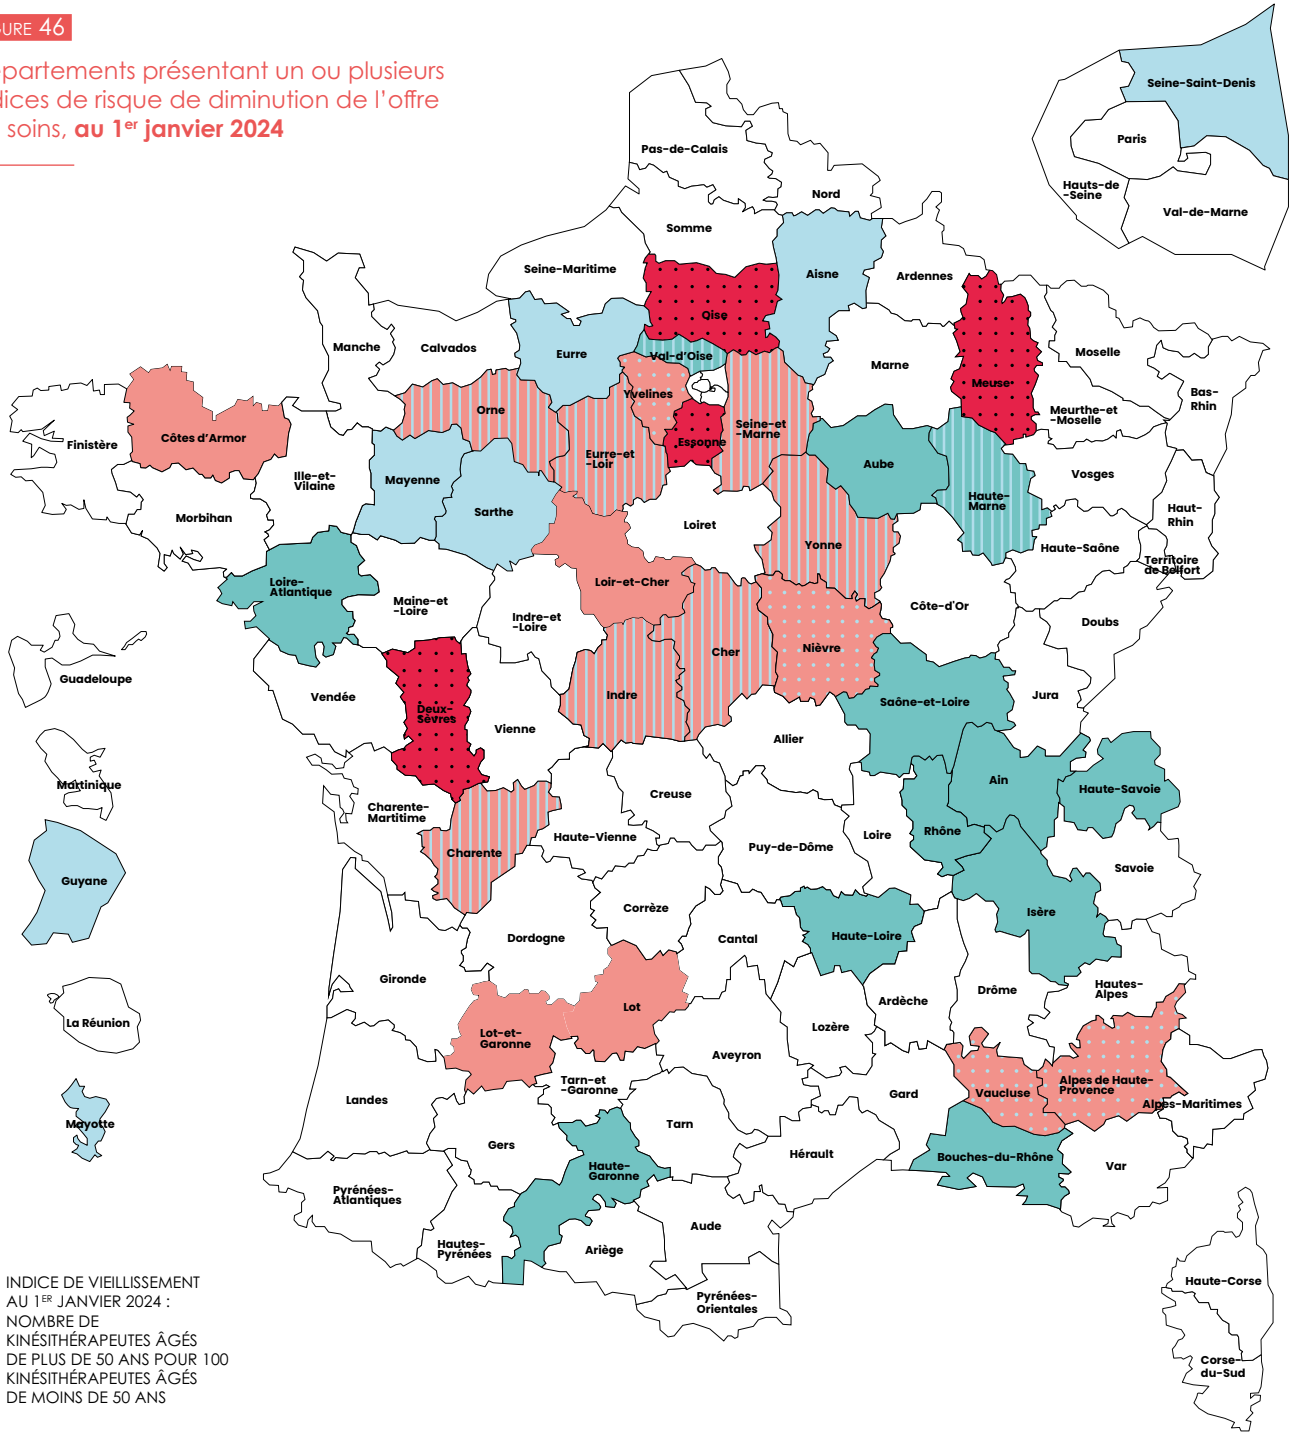 URE 46
partements présentant un ou plusieurs
dices de risque de diminution de l'offre
soins, au 1er janvier 2024
Seine-Saint-Denis
Paris
Hauts-de
-Seine
Val-de-Marne
Pas-de-Calais
Nord
Somme
Seine-Maritime
Aisne
Ardennes
Oise
Manche
Calvados
Eurre
Val-d'Oise
Marne
Meuse
Moselle
Bas-
Rhin
Yvelines
Orne
Seine-et
-Marne
Meurthe-et
-Moselle
Côtes d'Armor
Finistère
Essonne
Eurre-et
-Loir
Aube
Vosges
Ille-et-
Vilaine
Mayenne
Sarthe
Haute-
Marne
Haut-
Rhin
Morbihan
Loiret
Yonne
Haute-Saône
Territoire
de Belfort
Loire-
Atlantique
Loir-et-Cher
Maine-et
-Loire
Indre-et
-Loire
Côte-d'Or
Doubs
Cher
Nièvre
Guadeloupe
Vendée
Indre
Saône-et-Loire
Jura
Deux-
Sèvres
Vienne
Allier
Martinique
Ain
Haute-Savoie
Creuse
Charente-
Martitime
Haute-Vienne
Puy-de-Dôme
Loire
Rhône
Charente
Savoie
Guyane
Corrèze
Isère
Dordogne
Cantal
Haute-Loire
Gironde
Drôme
Hautes-
Alpes
Ardèche
La Réunion
Lot
Lot-et-
Garonne
Lozère
Aveyron
Tarn-et
-Garonne
Gard
Vaucluse
Alpes de Haute-
Provence
Alpes-Maritimes
Landes
Mayotte
Tarn
Gers
Hérault
Bouches-du-Rhône
Var
Haute-
Garonne
Pyrénées-
Atlantiques
Aude
Hautes-
Pyrénées
Ariège
Pyrénées-
Orientales
Haute-Corse
Corse-
du-Sud
INDICE DE VIEILLISSEMENT
AU 1ER JANVIER 2024 :
NOMBRE DE
KINÉSITHÉRAPEUTES ÂGÉS
DE PLUS DE 50 ANS POUR 100
KINÉSITHÉRAPEUTES ÂGÉS
DE MOINS DE 50 ANS